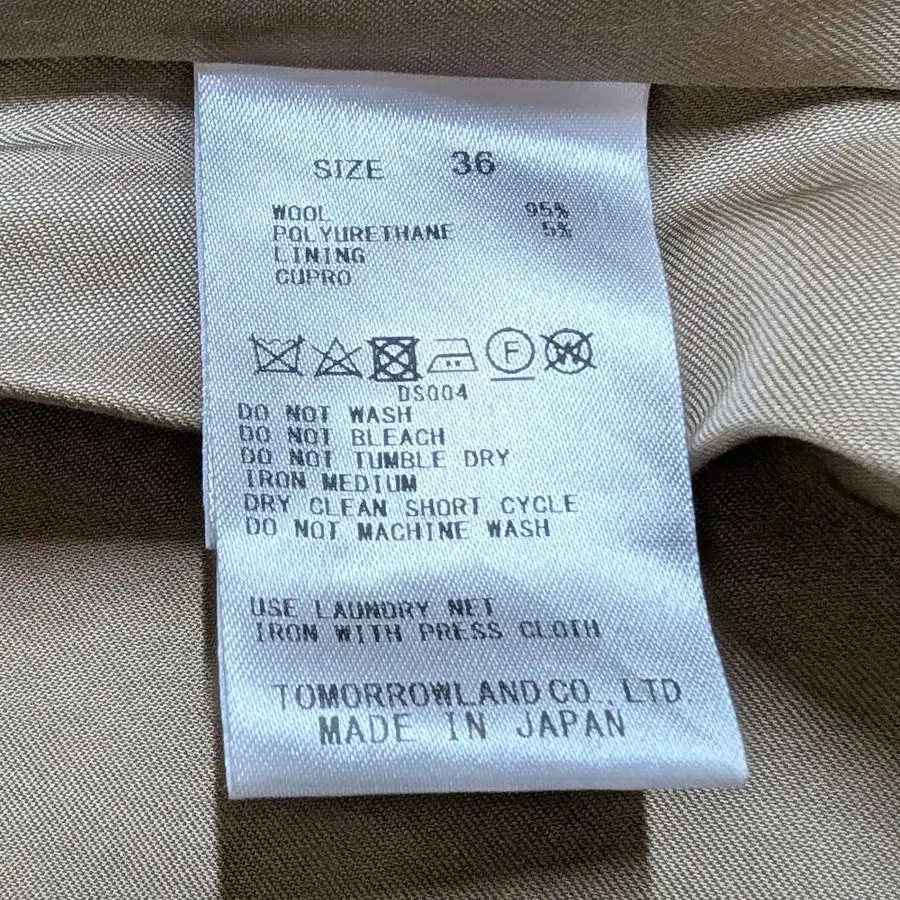 SIZE 36
WOOL 95%
POLYURETHANE 5%
LINING
CUPRO
F W
DS004
DO NOT WASH
DO NOT BLEACH
DO NOT TUMBLE DRY
IRON MEDIUM
DRY CLEAN SHORT CYCLE
DO NOT MACHINE WASH
USE LAUNDRY NET
IRON WITH PRESS CLOTH
TOMORROWLAND CO.,LTD.
MADE IN JAPAN